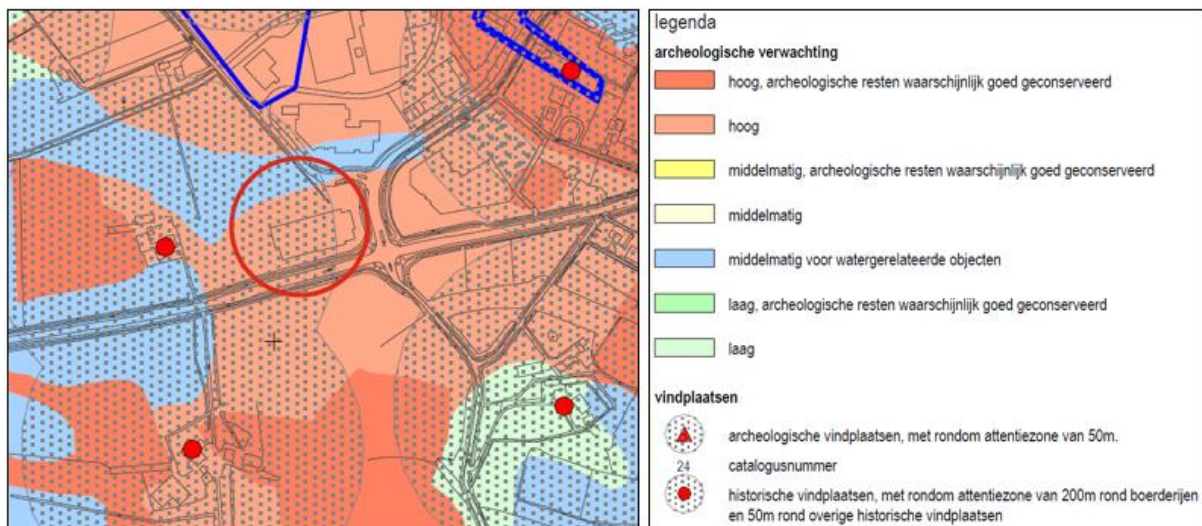 legenda
archeologische verwachting
hoog, archeologische resten waarschijnlijk goed geconserveerd
hoog
middelmatig, archeologische resten waarschijnlijk goed geconserveerd
middelmatig
middelmatig voor watergerelateerde objecten
laag, archeologische resten waarschijnlijk goed geconserveerd
laag
vindplaatsen
archeologische vindplaatsen, met rondom attentiezone van 50m.
24 catalogusnummer
historische vindplaatsen, met rondom attentiezone van 200m rond boerderijen
en 50m rond overige historische vindplaatsen